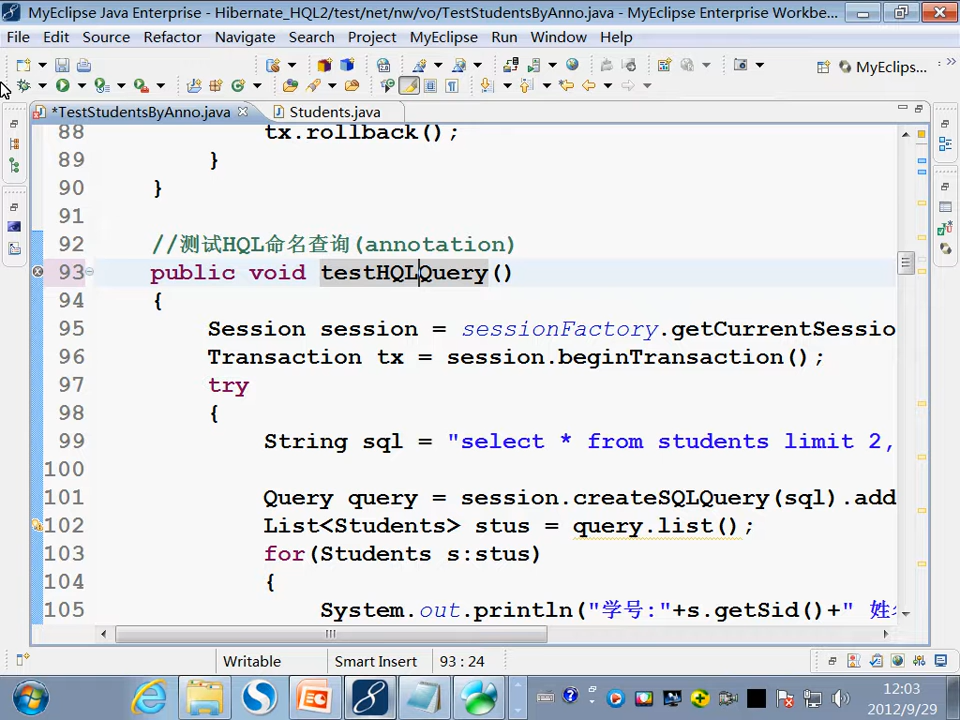 MyEclipse Java Enterprise - Hibernate_HQL2/test/net/nw/vo/TestStudentsByAnno.java - MyEclipse Enterprise Workbe...
File Edit Source Refactor Navigate Search Project MyEclipse Run Window Help
MyEclips...
*TestStudentsByAnno.java Students.java
88 tx.rollback();
89 }
90 }
91
92 //测试HQL命名查询(annotation)
93 public void testHQLQuery()
94 {
95 Session session = sessionFactory.getCurrentSessio
96 Transaction tx = session.beginTransaction();
97 try
98 {
99 String sql = "select * from students limit 2,
100
101 Query query = session.createSQLQuery(sql).add
102 List<Students> stus = query.list();
103 for(Students s:stus)
104 {
105 System.out.println("学号:"+s.getSid()+" 姓
Writable Smart Insert 93 : 24
12:03
2012/9/29